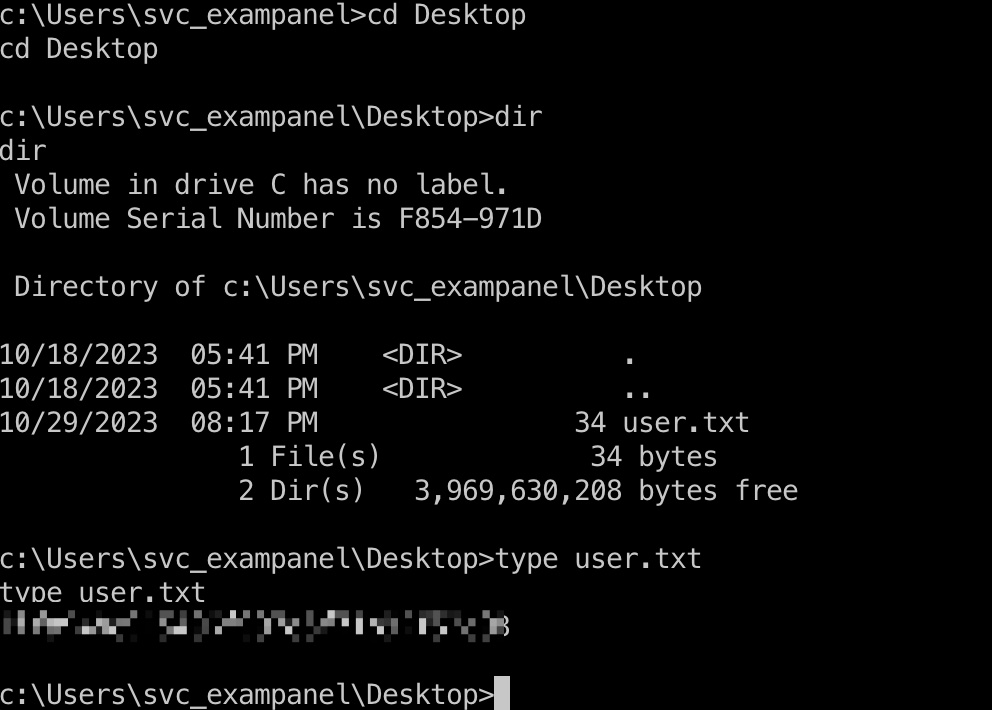 c:\Users\svc_exampanel>cd Desktop
cd Desktop
c:\Users\svc_exampanel\Desktop>dir
dir
 Volume in drive C has no label.
 Volume Serial Number is F854-971D
 Directory of c:\Users\svc_exampanel\Desktop
10/18/2023  05:41 PM    <DIR>          .
10/18/2023  05:41 PM    <DIR>          ..
10/29/2023  08:17 PM                34 user.txt
               1 File(s)             34 bytes
               2 Dir(s)   3,969,630,208 bytes free
c:\Users\svc_exampanel\Desktop>type user.txt
type user.txt
c:\Users\svc_exampanel\Desktop>